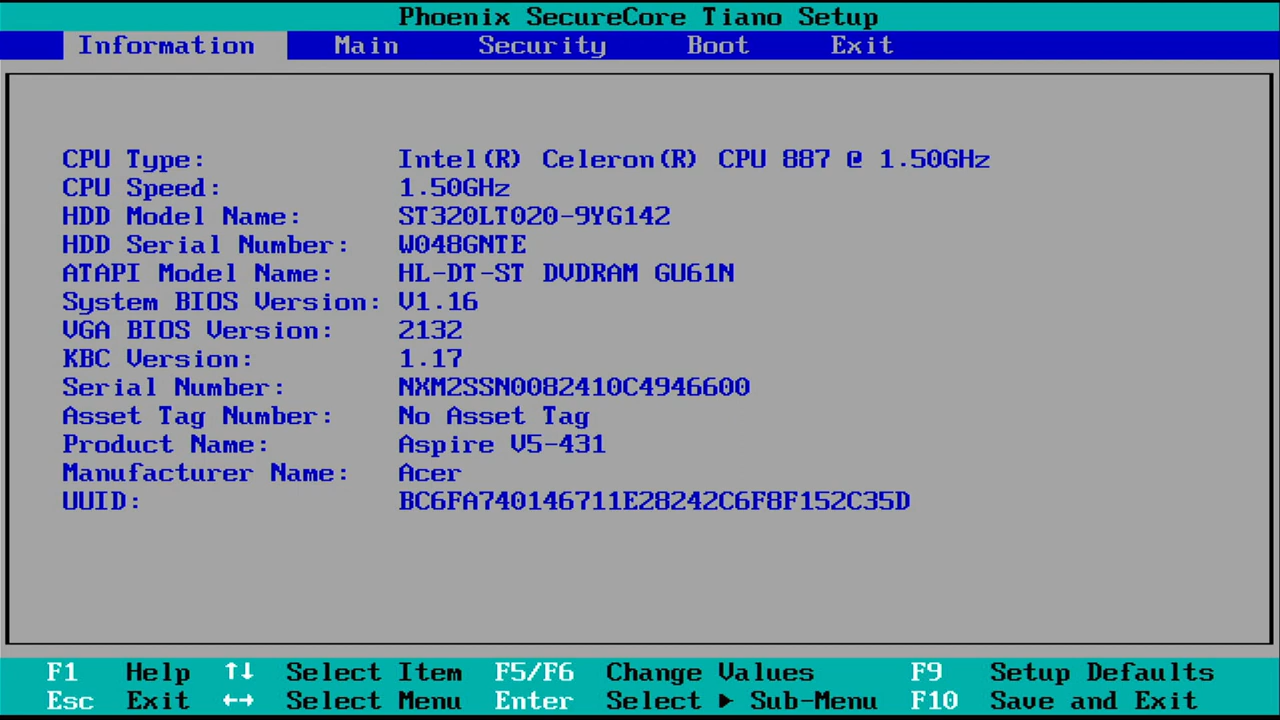 Phoenix SecureCore Tiano Setup
Information Main Security Boot Exit
CPU Type: Intel(R) Celeron(R) CPU 887 @ 1.50GHz
CPU Speed: 1.50GHz
HDD Model Name: ST320LT020-9YG142
HDD Serial Number: W048GNTE
ATAPI Model Name: HL-DT-ST DVDRAM GU61N
System BIOS Version: V1.16
VGA BIOS Version: 2132
KBC Version: 1.17
Serial Number: NXM2SSN0082410C4946600
Asset Tag Number: No Asset Tag
Product Name: Aspire V5-431
Manufacturer Name: Acer
UUID: BC6FA740146711E28242C6F8F152C35D
F1 Help ↑↓ Select Item F5/F6 Change Values F9 Setup Defaults
Esc Exit ↔ Select Menu Enter Select ▶ Sub-Menu F10 Save and Exit